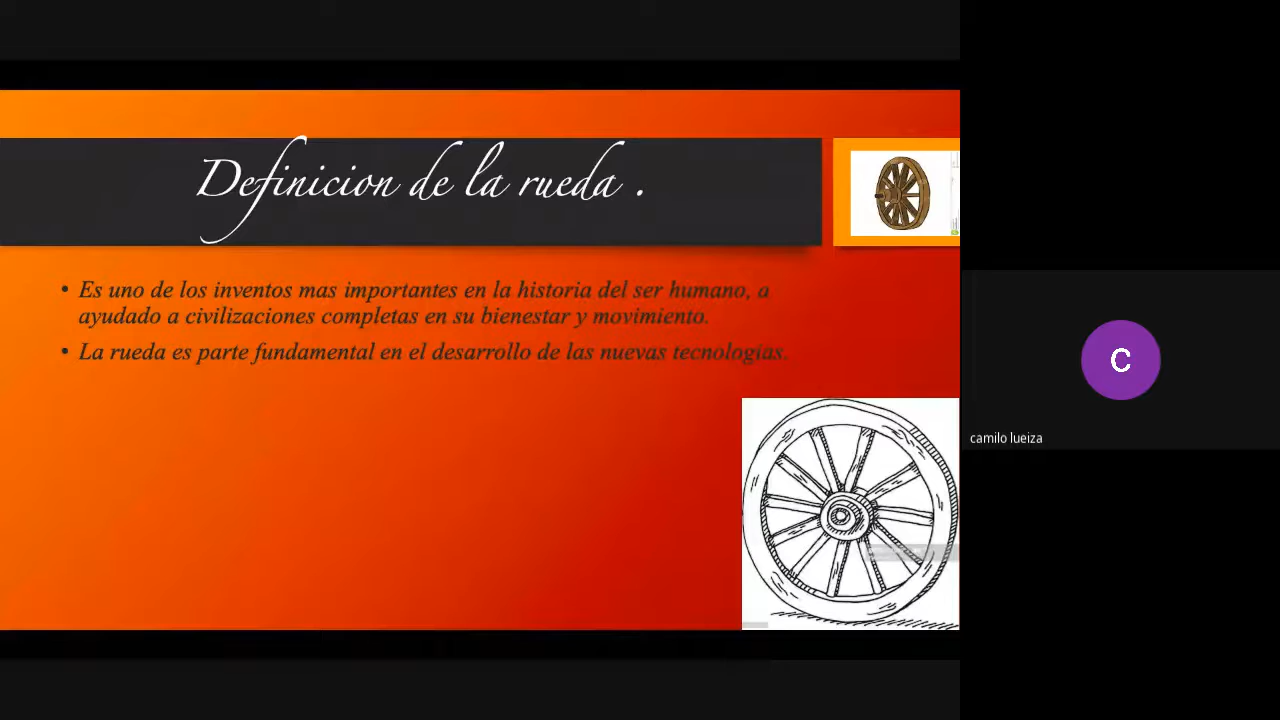 Definicion de la rueda .
• Es uno de los inventos mas importantes en la historia del ser humano, a
ayudado a civilizaciones completas en su bienestar y movimiento.
• La rueda es parte fundamental en el desarrollo de las nuevas tecnologías.
C
camilo lueiza